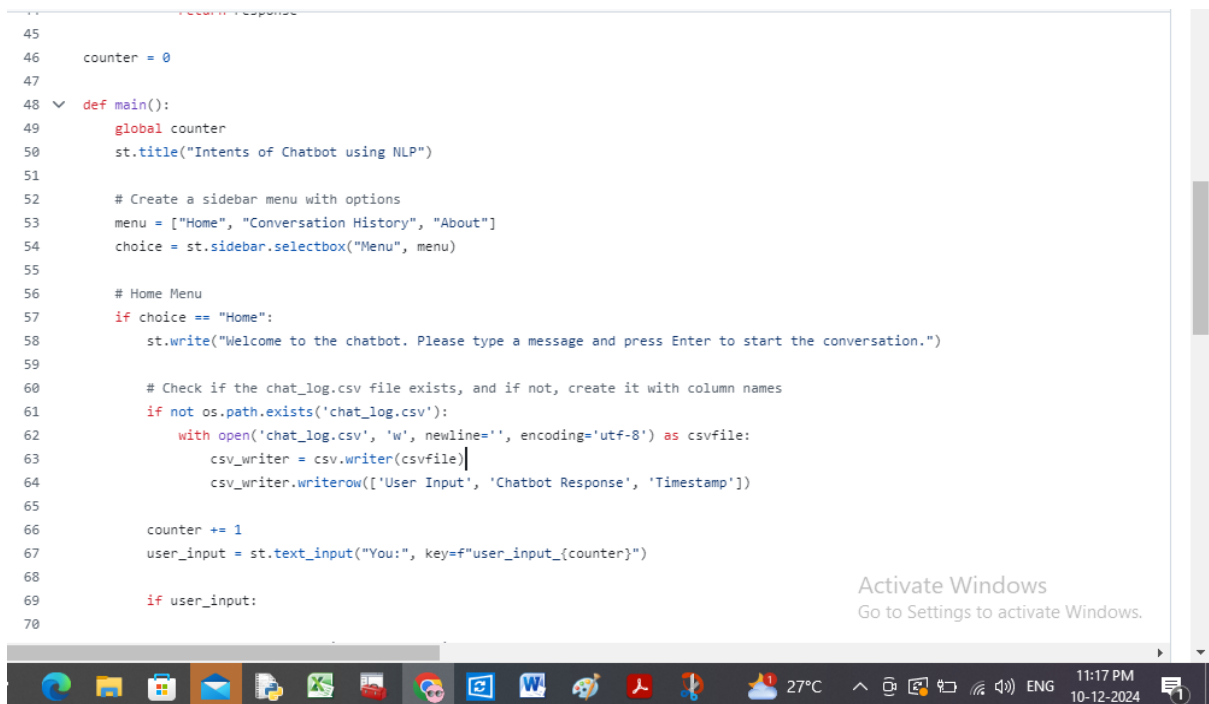 return response
45
46 counter = 0
47
48 def main():
49 global counter
50 st.title("Intents of Chatbot using NLP")
51
52 # Create a sidebar menu with options
53 menu = ["Home", "Conversation History", "About"]
54 choice = st.sidebar.selectbox("Menu", menu)
55
56 # Home Menu
57 if choice == "Home":
58 st.write("Welcome to the chatbot. Please type a message and press Enter to start the conversation.")
59
60 # Check if the chat_log.csv file exists, and if not, create it with column names
61 if not os.path.exists('chat_log.csv'):
62 with open('chat_log.csv', 'w', newline='', encoding='utf-8') as csvfile:
63 csv_writer = csv.writer(csvfile)
64 csv_writer.writerow(['User Input', 'Chatbot Response', 'Timestamp'])
65
66 counter += 1
67 user_input = st.text_input("You:", key=f"user_input_{counter}")
68
69 if user_input:
70
Activate Windows
Go to Settings to activate Windows.
27°C ENG 11:17 PM
10-12-2024